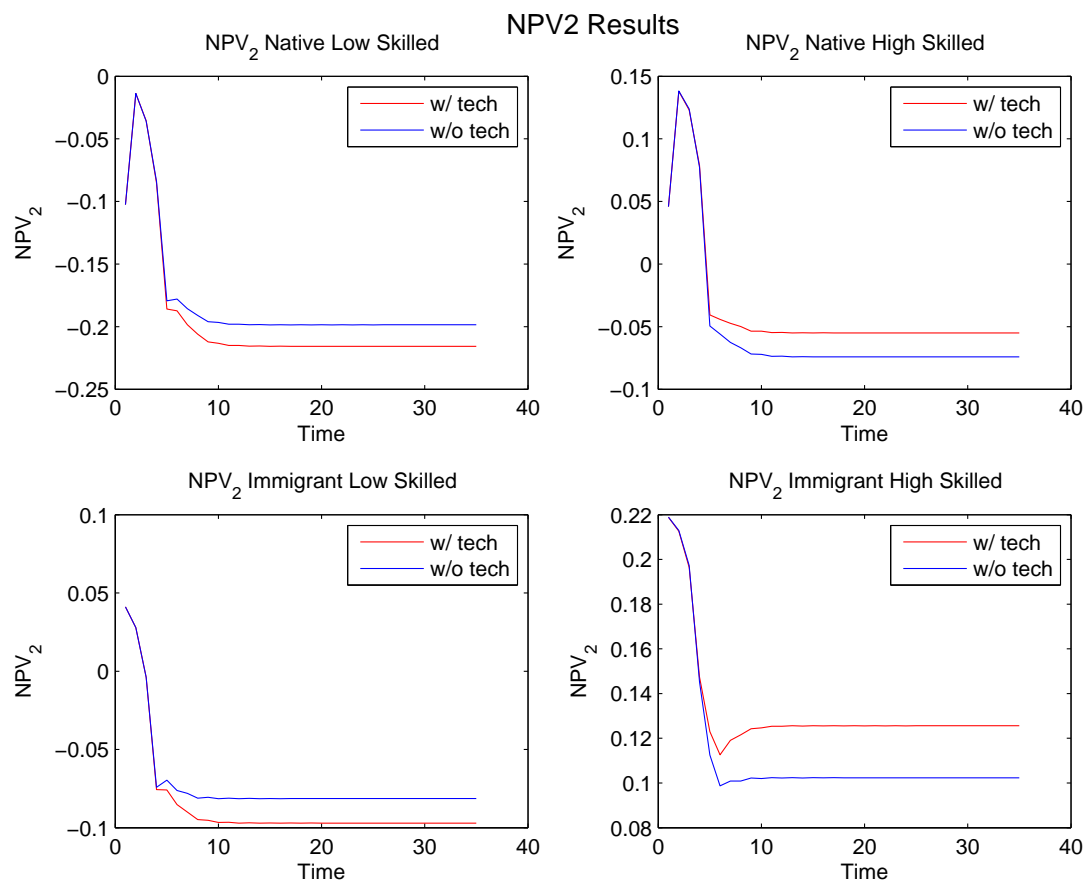 NPV2 Results
NPV2 Native Low Skilled
0
−0.05
−0.1
−0.15
−0.2
−0.25
NPV2
0 10 20 30 40
Time
w/ tech
w/o tech
NPV2 Native High Skilled
0.15
0.1
0.05
0
−0.05
−0.1
NPV2
0 10 20 30 40
Time
w/ tech
w/o tech
NPV2 Immigrant Low Skilled
0.1
0.05
0
−0.05
−0.1
NPV2
0 10 20 30 40
Time
w/ tech
w/o tech
NPV2 Immigrant High Skilled
0.22
0.2
0.18
0.16
0.14
0.12
0.1
0.08
NPV2
0 10 20 30 40
Time
w/ tech
w/o tech